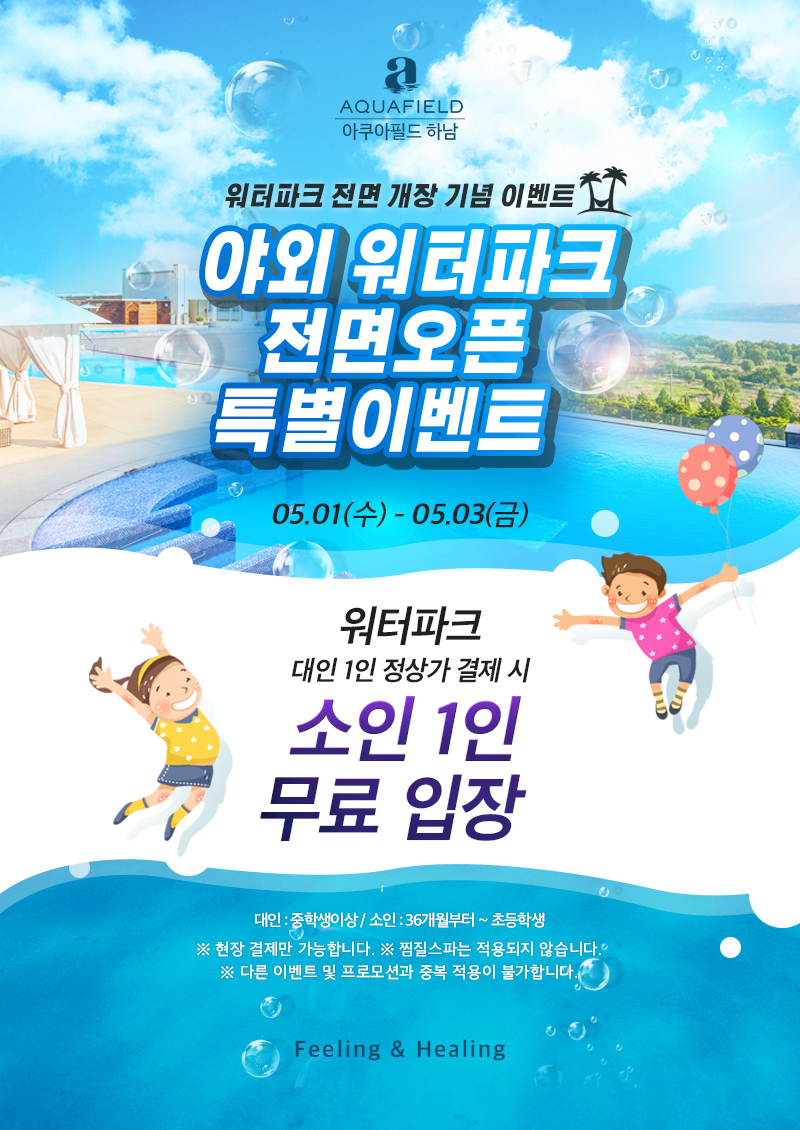 a
AQUAFIELD
아쿠아필드 하남
워터파크 전면 개장 기념 이벤트
야외 워터파크
전면오픈
특별이벤트
05.01(수) - 05.03(금)
워터파크
대인 1인 정상가 결제 시
소인 1인
무료 입장
대인 : 중학생이상 / 소인 : 36개월부터 ~ 초등학생
※ 현장 결제만 가능합니다. ※ 찜질스파는 적용되지 않습니다.
※ 다른 이벤트 및 프로모션과 중복 적용이 불가합니다.
Feeling & Healing